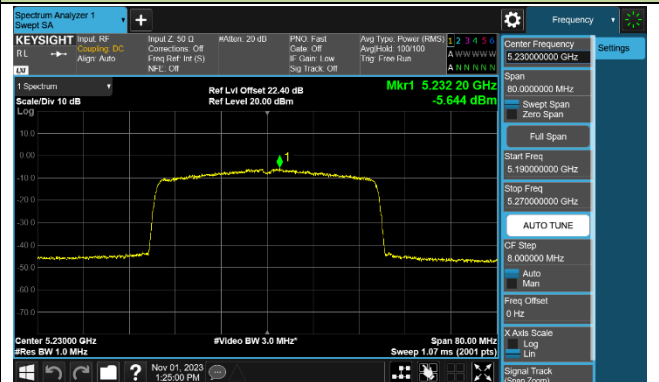 Spectrum Analyzer 1
Swept SA
Frequency
KEYSIGHT
RL
LXI
Input: RF
Coupling: DC
Align: Auto
Input Z: 50 Ω
Corrections: Off
Freq Ref: Int (S)
NFE: Off
#Atten: 20 dB
PNO: Fast
Gate: Off
IF Gain: Low
Sig Track: Off
Avg Type: Power (RMS)
Avg|Hold: 100/100
Trig: Free Run
1 2 3 4 5 6
A W W W W W
A N N N N N
1 Spectrum
Scale/Div 10 dB
Log
Ref Lvl Offset 22.40 dB
Ref Level 20.00 dBm
Mkr1 5.232 20 GHz
-5.644 dBm
10.0
0.00
-10.0
-20.0
-30.0
-40.0
-50.0
-60.0
-70.0
1
Center 5.23000 GHz
#Res BW 1.0 MHz
#Video BW 3.0 MHz*
Span 80.00 MHz
Sweep 1.07 ms (2001 pts)
Nov 01, 2023
1:25:00 PM
Center Frequency
5.230000000 GHz
Settings
Span
80.0000000 MHz
Swept Span
Zero Span
Full Span
Start Freq
5.190000000 GHz
Stop Freq
5.270000000 GHz
AUTO TUNE
CF Step
8.000000 MHz
Auto
Man
Freq Offset
0 Hz
X Axis Scale
Log
Lin
Signal Track
(Span Zoom)